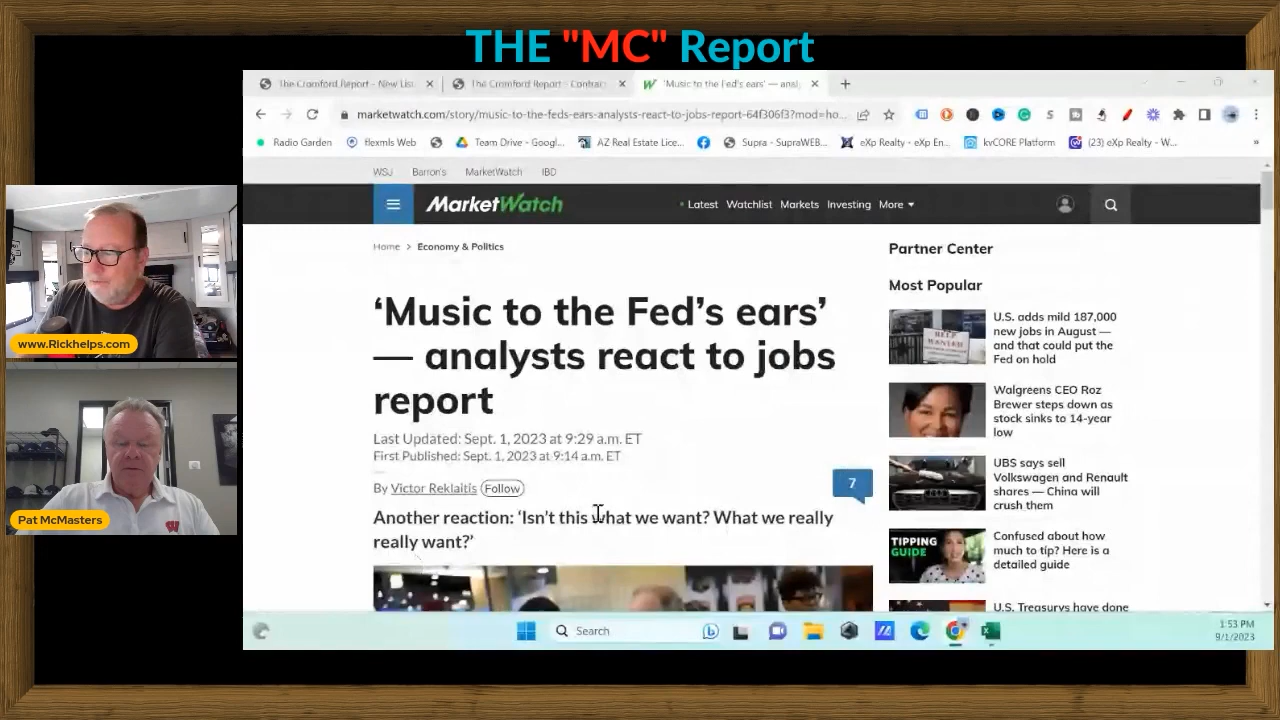 THE "MC" Report
The Cromford Report - New List
The Cromford Report - Contrac
'Music to the Fed's ears' — anal
marketwatch.com/story/music-to-the-feds-ears-analysts-react-to-jobs-report-64f306f3?mod=ho...
Radio Garden
flexmls Web
Team Drive - Googl...
AZ Real Estate Lice...
Supra - SupraWEB...
eXp Realty - eXp En...
kvCORE Platform
(23) eXp Realty - W...
»
WSJ
Barron's
MarketWatch
IBD
MarketWatch
Latest
Watchlist
Markets
Investing
More
Home > Economy & Politics
‘Music to the Fed’s ears’
— analysts react to jobs
report
Last Updated: Sept. 1, 2023 at 9:29 a.m. ET
First Published: Sept. 1, 2023 at 9:14 a.m. ET
By Victor Reklaitis
Follow
7
Another reaction: ‘Isn’t this what we want? What we really
really want?’
Partner Center
Most Popular
U.S. adds mild 187,000
new jobs in August —
and that could put the
Fed on hold
HELP
WANTED
Walgreens CEO Roz
Brewer steps down as
stock sinks to 14-year
low
UBS says sell
Volkswagen and Renault
shares — China will
crush them
TIPPING
GUIDE
Confused about how
much to tip? Here is a
detailed guide
U.S. Treasurys have done
www.Rickhelps.com
W
Pat McMasters
Search
1:53 PM
9/1/2023